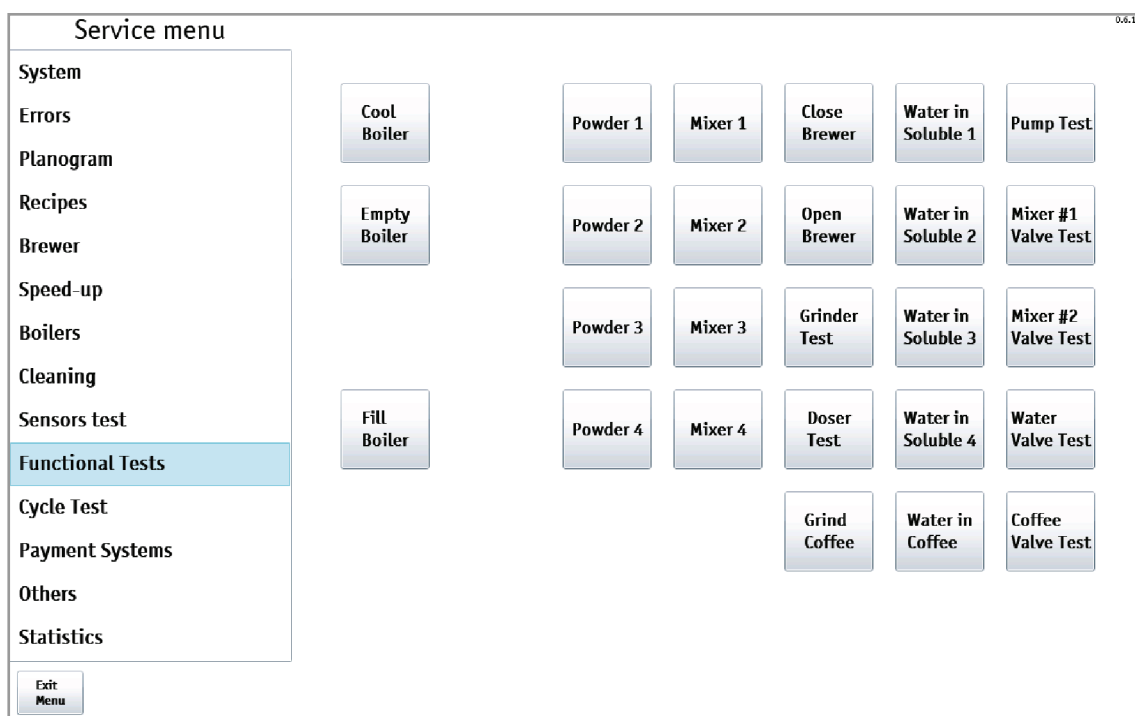 Service menu
0.6.1
System
Errors
Planogram
Recipes
Brewer
Speed-up
Boilers
Cleaning
Sensors test
Functional Tests
Cycle Test
Payment Systems
Others
Statistics
Exit
Menu
Cool
Boiler
Powder 1
Mixer 1
Close
Brewer
Water in
Soluble 1
Pump Test
Empty
Boiler
Powder 2
Mixer 2
Open
Brewer
Water in
Soluble 2
Mixer #1
Valve Test
Powder 3
Mixer 3
Grinder
Test
Water in
Soluble 3
Mixer #2
Valve Test
Fill
Boiler
Powder 4
Mixer 4
Doser
Test
Water in
Soluble 4
Water
Valve Test
Grind
Coffee
Water in
Coffee
Coffee
Valve Test